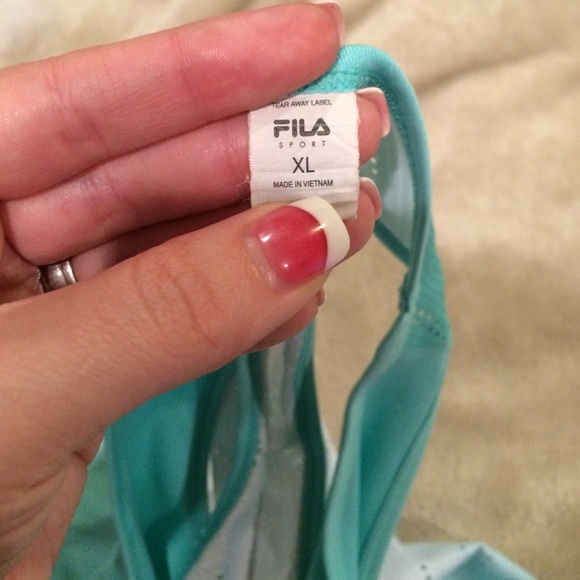 TEAR AWAY LABEL
FILA
SPORT
XL
MADE IN VIETNAM